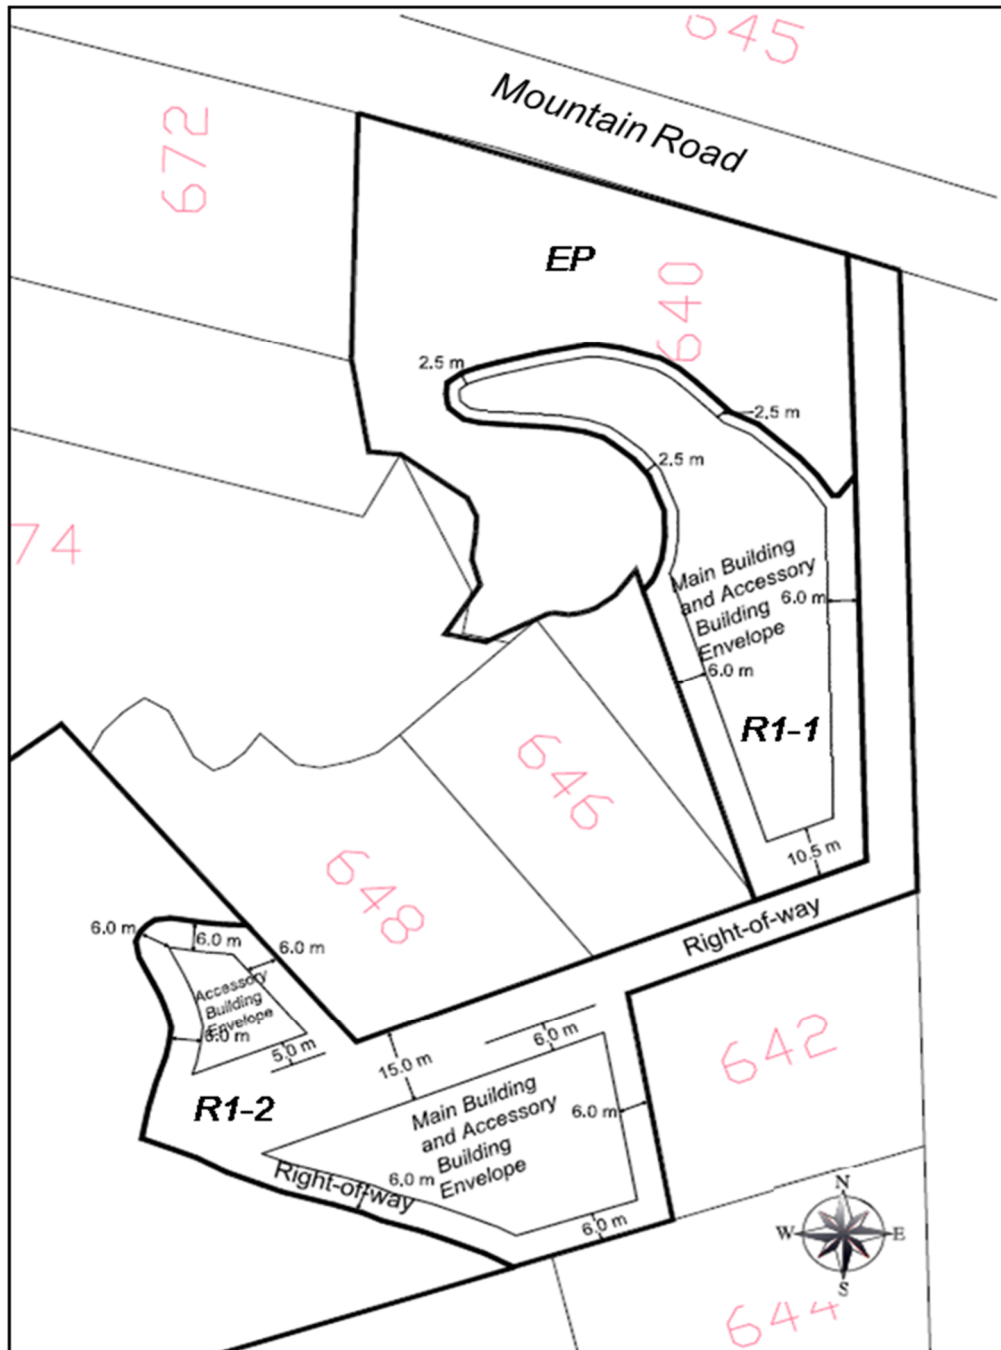 645
Mountain Road
672
EP
640
2.5 m
2.5 m
2.5 m
74
Main Building
and Accessory
Building
Envelope
6.0 m
6.0 m
R1-1
646
10.5 m
648
Right-of-way
6.0 m
6.0 m
6.0 m
Accessory
Building
Envelope
6.0 m
5.0 m
15.0 m
6.0 m
642
R1-2
Main Building
and Accessory
Building
Envelope
6.0 m
6.0 m
Right-of-way
6.0 m
N
W
E
S
644